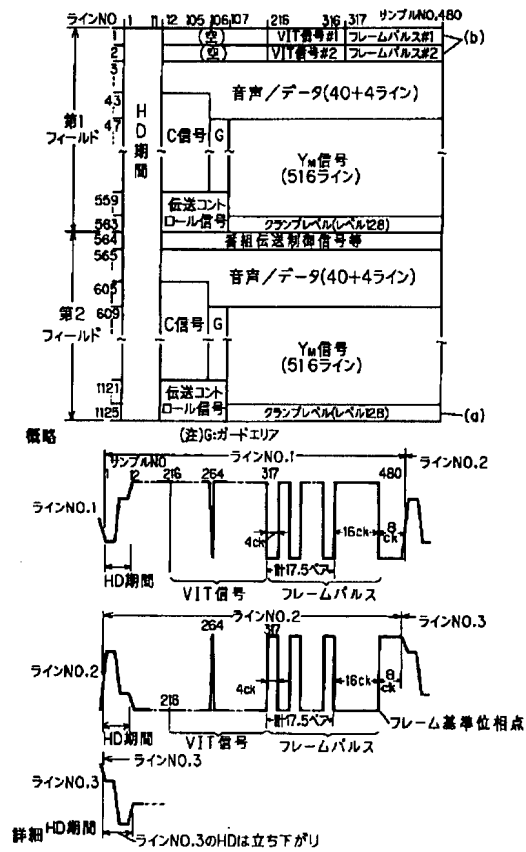 ラインNO 1 11 12 105 106 107 216 316 317 サンプルNO,480
1 (空) VIT信号#1 フレームパルス#1 (b)
2 (空) VIT信号#2 フレームパルス#2
3
音声/データ(40+4ライン)
43
47
第1
フィールド
HD期間
C信号 G
YM信号
(516ライン)
559
伝送コント
ロール信号
563
クランプレベル(レベル128)
564
番組伝送制御信号等
565
音声/データ(40+4ライン)
605
609
第2
フィールド
C信号 G
YM信号
(516ライン)
1121
伝送コント
ロール信号
1125
クランプレベル(レベル128)
(a)
概略
(注)G:ガードエリア
サンプルNO
ラインNO.1
ラインNO.2
1 12 216 264 317 480
ラインNO.1
4ck
16ck
8
ck
HD期間
計17.5ペア
VIT信号
フレームパルス
ラインNO.2
ラインNO.3
264
317
ラインNO.2
216
4ck
16ck
8
ck
HD期間
計17.5ペア
フレーム基準位相点
VIT信号
フレームパルス
ラインNO.3
ラインNO.3
詳細
HD期間
ラインNO.3のHDは立ち下がり